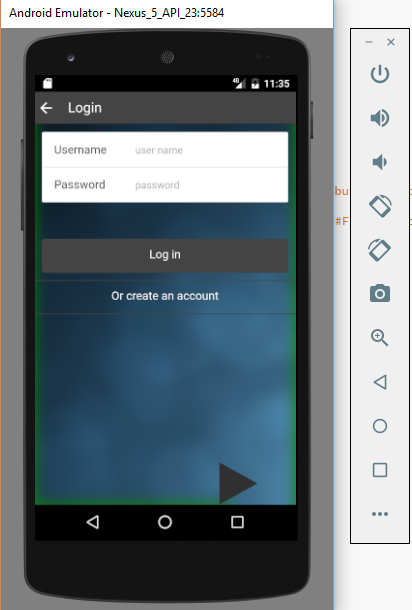 Android Emulator - Nexus_5_API_23:5584
4G 11:35
Login
Username user name
Password password
Log in
Or create an account
bu
#F